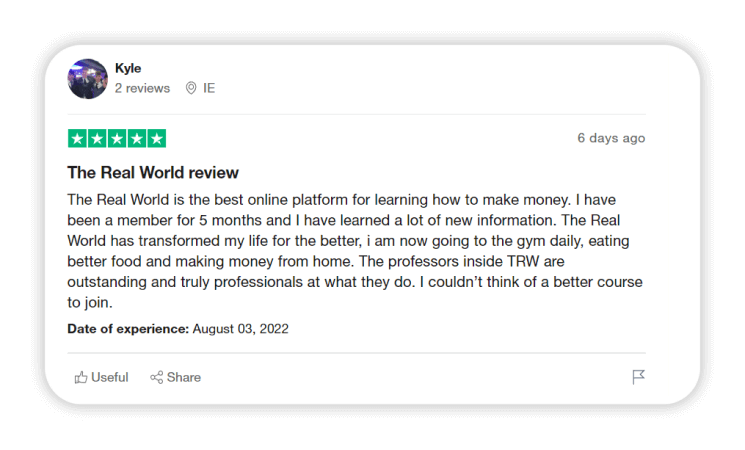 Kyle
2 reviews IE
6 days ago
The Real World review
The Real World is the best online platform for learning how to make money. I have
been a member for 5 months and I have learned a lot of new information. The Real
World has transformed my life for the better, i am now going to the gym daily, eating
better food and making money from home. The professors inside TRW are
outstanding and truly professionals at what they do. I couldn't think of a better course
to join.
Date of experience: August 03, 2022
Useful Share